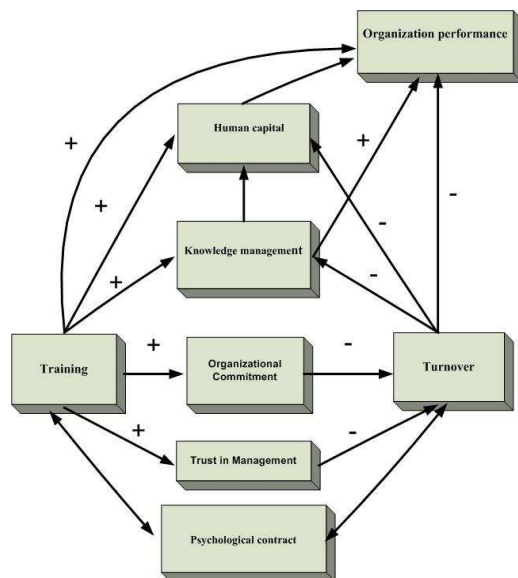 Organization performance
+
Human capital
+
+
-
-
Knowledge management
+
-
Training
+
Organizational
Commitment
-
Turnover
+
Trust in Management
-
Psychological contract